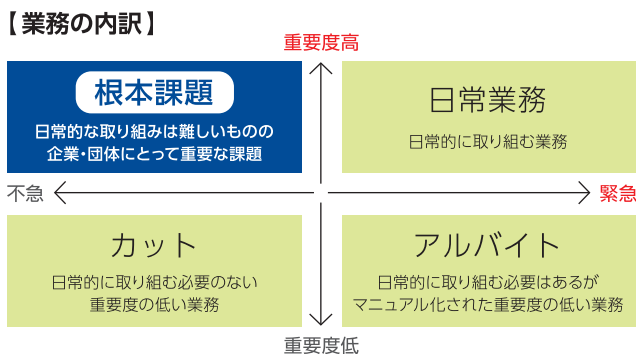 【業務の内訳】
重要度高
根本課題
日常的な取り組みは難しいものの
企業・団体にとって重要な課題
日常業務
日常的に取り組む業務
不急
緊急
カット
日常的に取り組む必要のない
重要度の低い業務
アルバイト
日常的に取り組む必要はあるが
マニュアル化された重要度の低い業務
重要度低